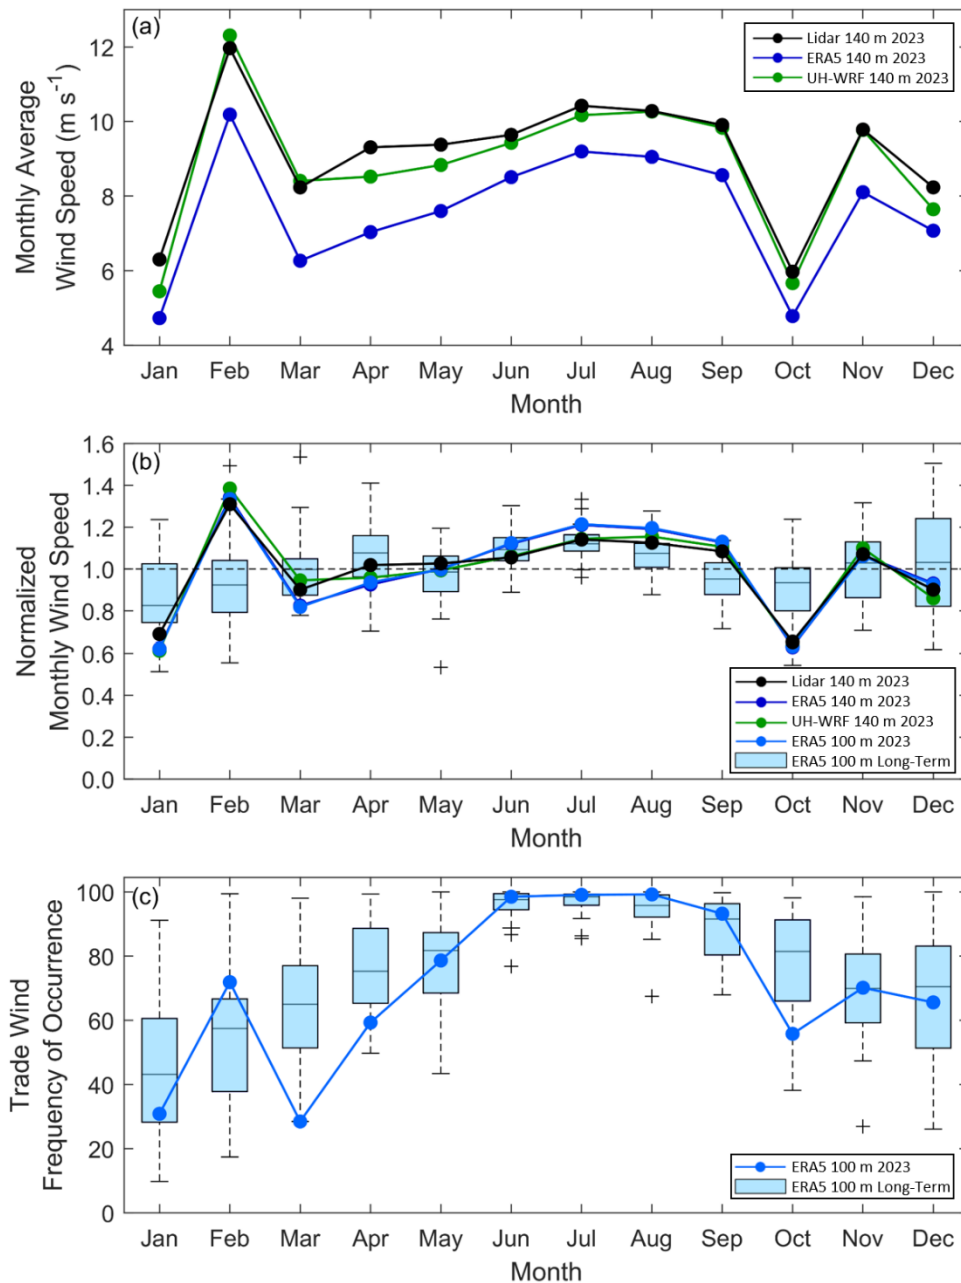 (a)
Lidar 140 m 2023
ERA5 140 m 2023
UH-WRF 140 m 2023
Monthly Average
Wind Speed (m s⁻¹)
12
10
8
6
4
Jan Feb Mar Apr May Jun Jul Aug Sep Oct Nov Dec
Month
(b)
Normalized
Monthly Wind Speed
1.6
1.4
1.2
1.0
0.8
0.6
0.4
0.2
0.0
Lidar 140 m 2023
ERA5 140 m 2023
UH-WRF 140 m 2023
ERA5 100 m 2023
ERA5 100 m Long-Term
Jan Feb Mar Apr May Jun Jul Aug Sep Oct Nov Dec
Month
(c)
Trade Wind
Frequency of Occurrence
100
80
60
40
20
0
ERA5 100 m 2023
ERA5 100 m Long-Term
Jan Feb Mar Apr May Jun Jul Aug Sep Oct Nov Dec
Month